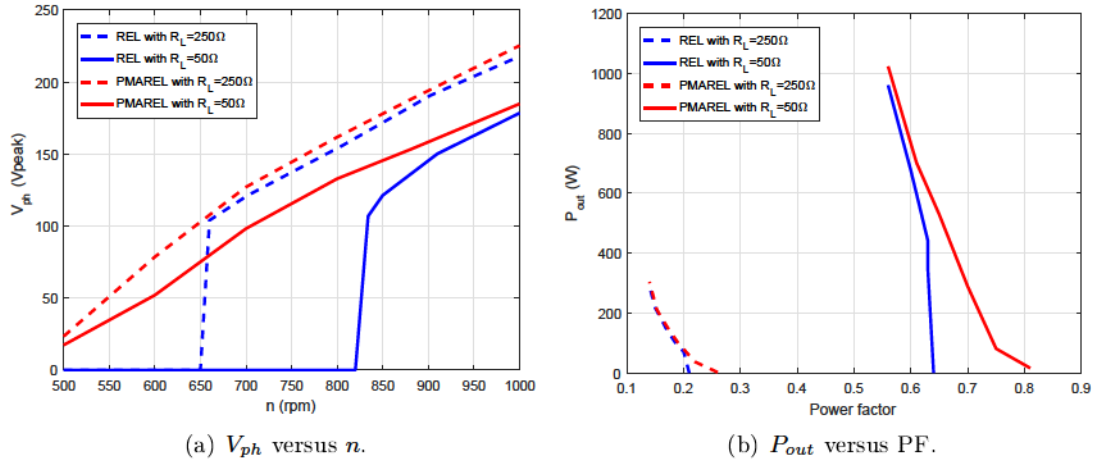 250
200
150
100
50
0
V_ph (Vpeak)
REL with R_L=250Ω
REL with R_L=50Ω
PMAREL with R_L=250Ω
PMAREL with R_L=50Ω
500 550 600 650 700 750 800 850 900 950 1000
n (rpm)
(a) V_ph versus n.
1200
1000
800
600
400
200
0
P_out (W)
REL with R_L=250Ω
REL with R_L=50Ω
PMAREL with R_L=250Ω
PMAREL with R_L=50Ω
0.1 0.2 0.3 0.4 0.5 0.6 0.7 0.8 0.9
Power factor
(b) P_out versus PF.